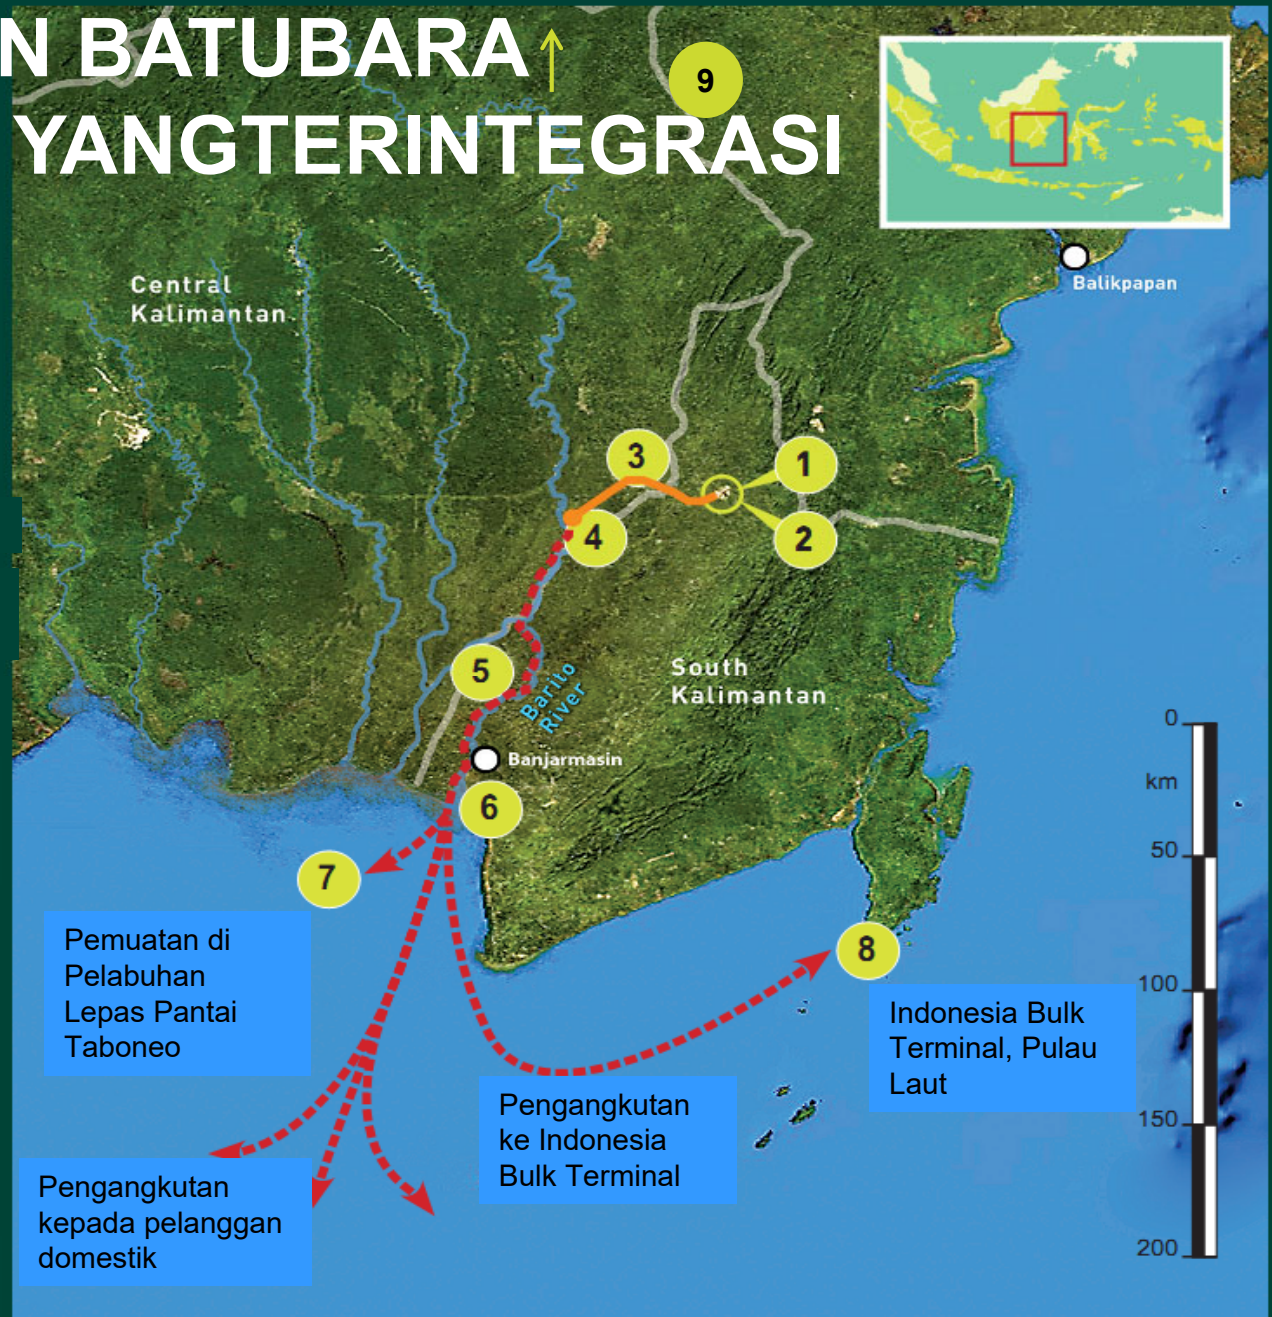 N BATUBARA
YANGTERINTEGRASI
9
Central
Kalimantan
Balikpapan
3
1
4
2
5
South
Kalimantan
Barito
River
Banjarmasin
6
7
8
0
km
50
100
150
200
Pemuatan di
Pelabuhan
Lepas Pantai
Taboneo
Indonesia Bulk
Terminal, Pulau
Laut
Pengangkutan
ke Indonesia
Bulk Terminal
Pengangkutan
kepada pelanggan
domestik